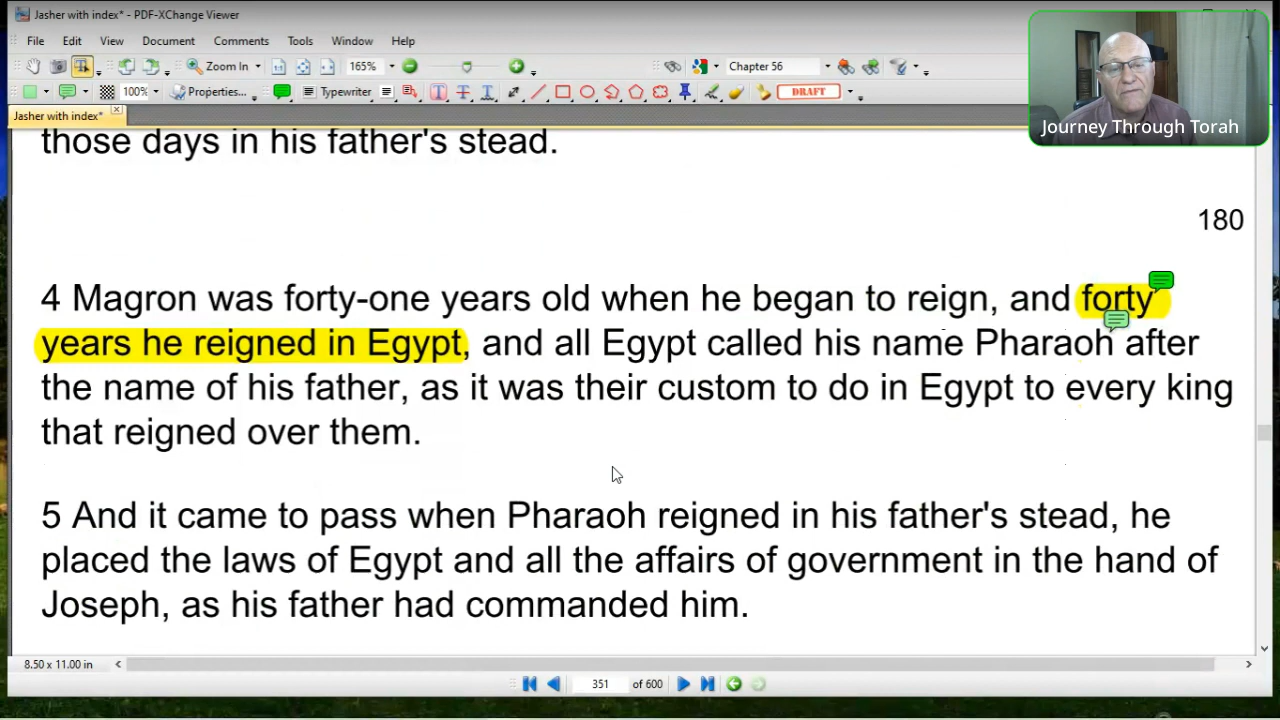 Jasher with index* - PDF-XChange Viewer
File Edit View Document Comments Tools Window Help
Zoom In 165% Chapter 56
100% Properties... Typewriter DRAFT
Jasher with index*
Journey Through Torah
those days in his father's stead.
180
4 Magron was forty-one years old when he began to reign, and forty
years he reigned in Egypt, and all Egypt called his name Pharaoh after
the name of his father, as it was their custom to do in Egypt to every king
that reigned over them.
5 And it came to pass when Pharaoh reigned in his father's stead, he
placed the laws of Egypt and all the affairs of government in the hand of
Joseph, as his father had commanded him.
8.50 x 11.00 in
351 of 600